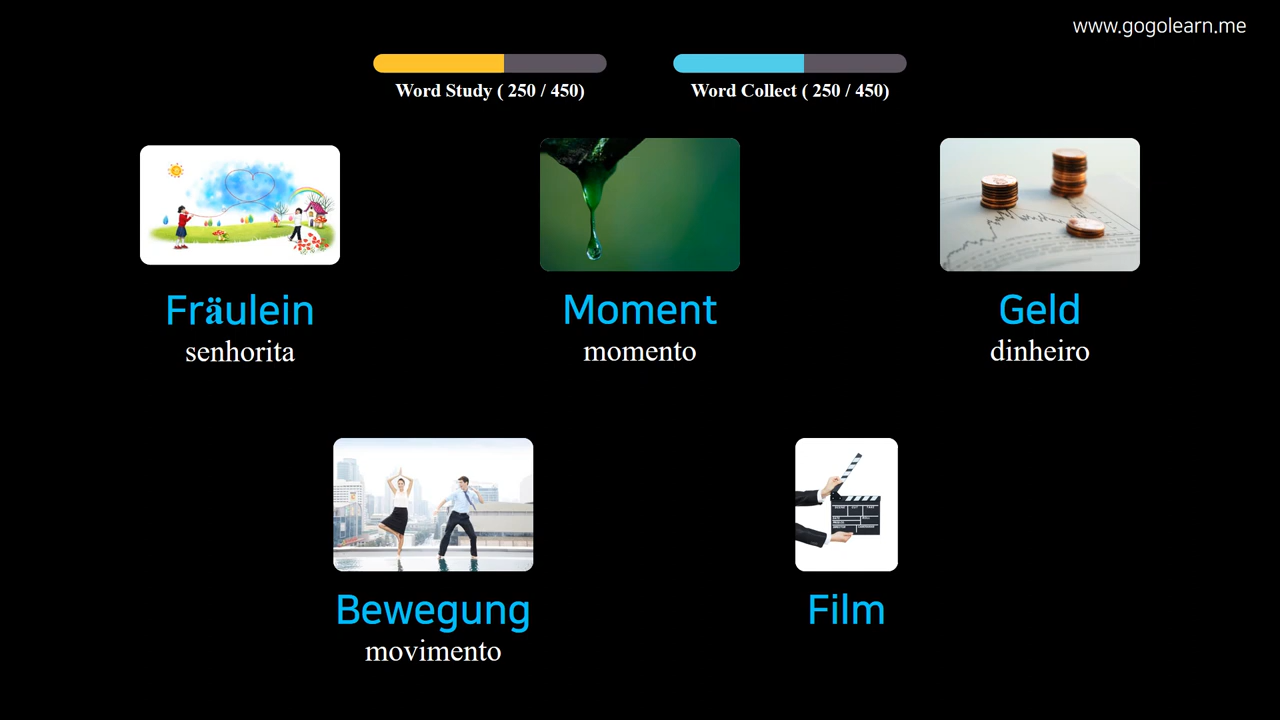 www.gogolearn.me
Word Study ( 250 / 450)
Word Collect ( 250 / 450)
Fräulein
senhorita
Moment
momento
Geld
dinheiro
Bewegung
movimento
Film